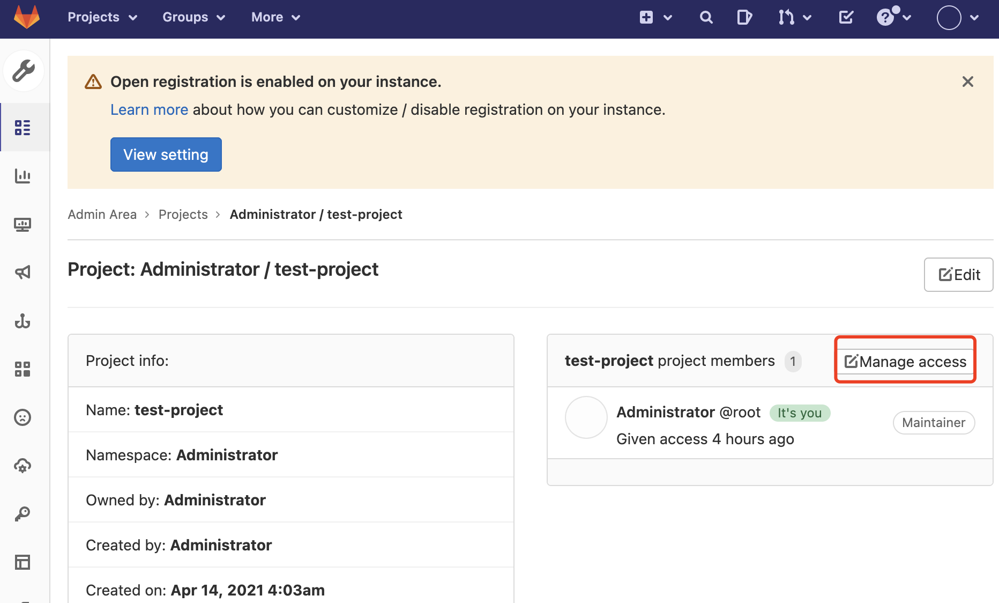 Projects Groups More
Open registration is enabled on your instance.
Learn more about how you can customize / disable registration on your instance.
View setting
Admin Area > Projects > Administrator / test-project
Project: Administrator / test-project
Edit
Project info:
Name: test-project
Namespace: Administrator
Owned by: Administrator
Created by: Administrator
Created on: Apr 14, 2021 4:03am
test-project project members 1
Manage access
Administrator @root It's you
Given access 4 hours ago
Maintainer